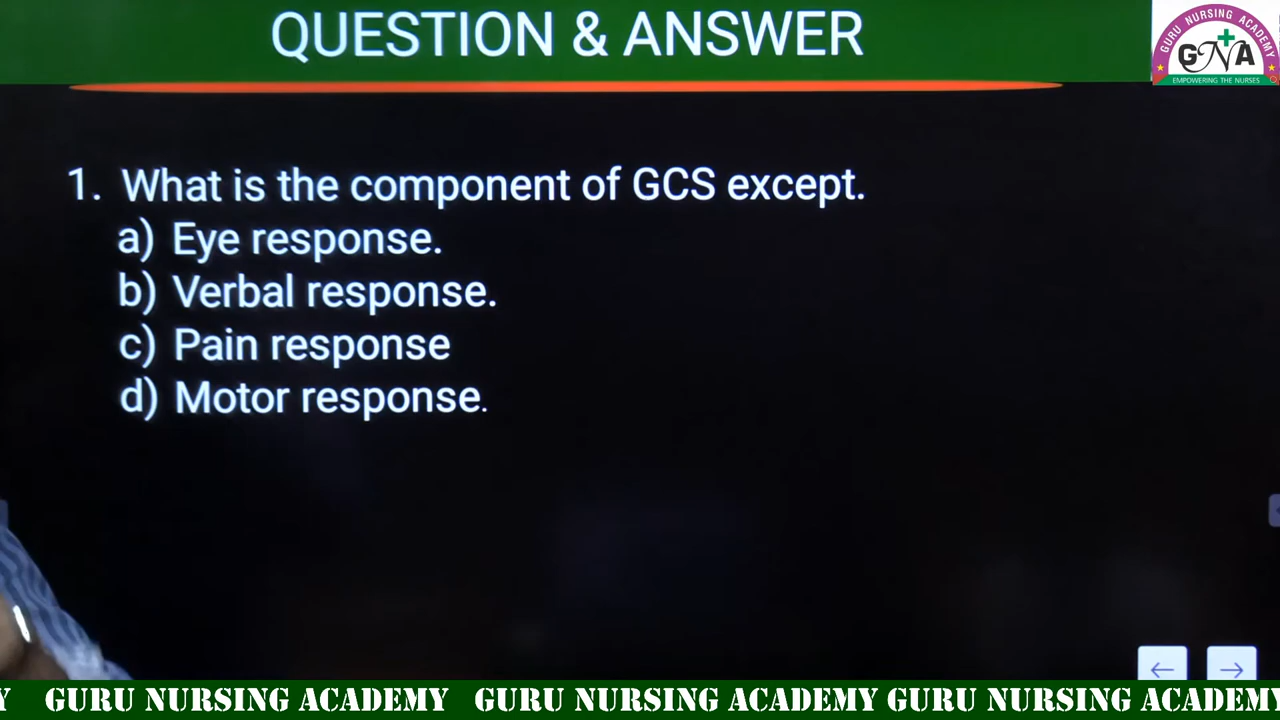 QUESTION & ANSWER
GURU NURSING ACADEMY
GNA
EMPOWERING THE NURSES
1. What is the component of GCS except.
a) Eye response.
b) Verbal response.
c) Pain response
d) Motor response.
Y GURU NURSING ACADEMY GURU NURSING ACADEMY GURU NURSING ACADEMY